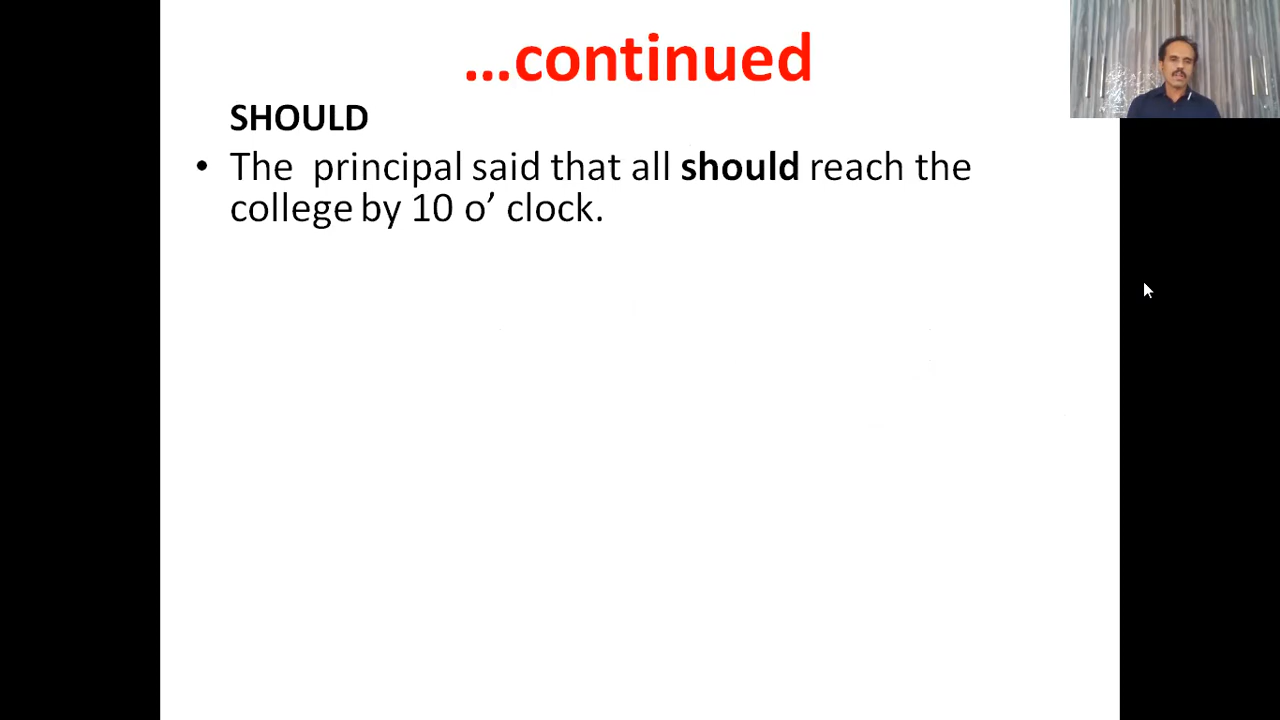 ...continued
SHOULD
• The  principal said that all should reach the
college by 10 o’ clock.